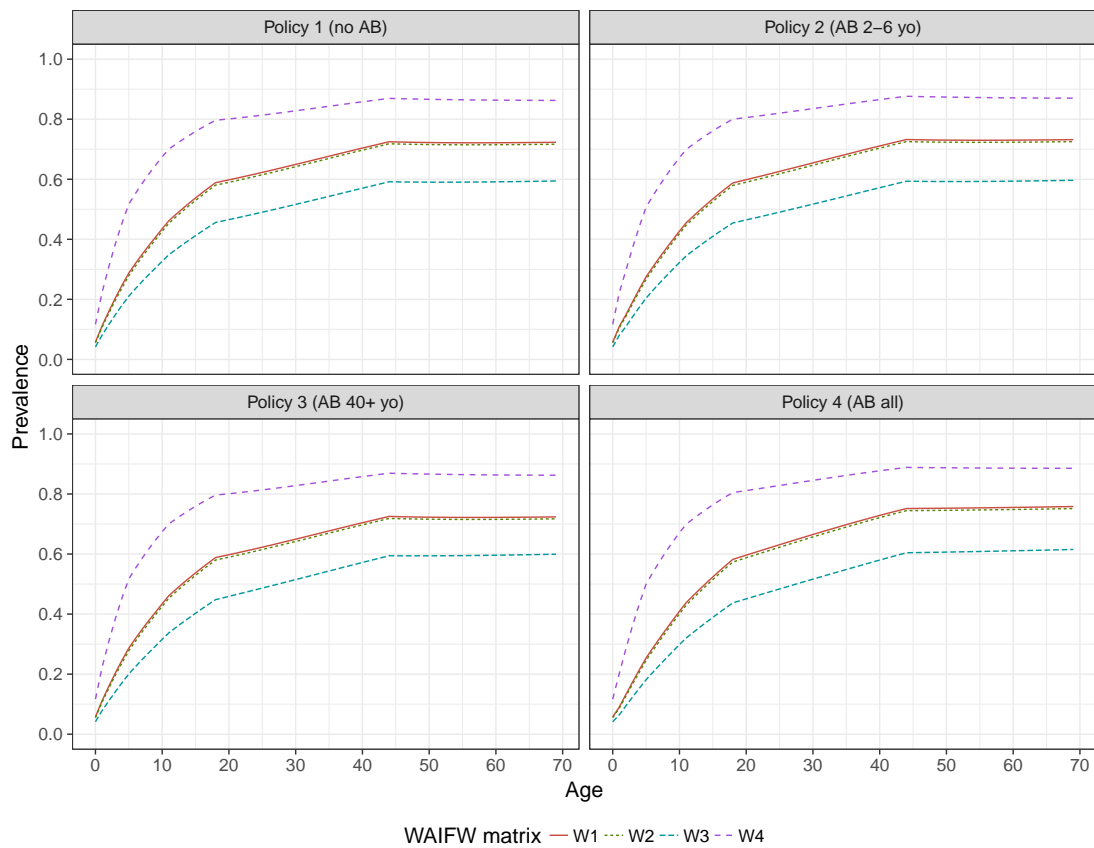 Policy 1 (no AB)
Policy 2 (AB 2−6 yo)
1.0
0.8
0.6
0.4
0.2
0.0
Policy 3 (AB 40+ yo)
Policy 4 (AB all)
1.0
0.8
0.6
0.4
0.2
0.0
Prevalence
0 10 20 30 40 50 60 70
0 10 20 30 40 50 60 70
Age
WAIFW matrix W1 W2 W3 W4